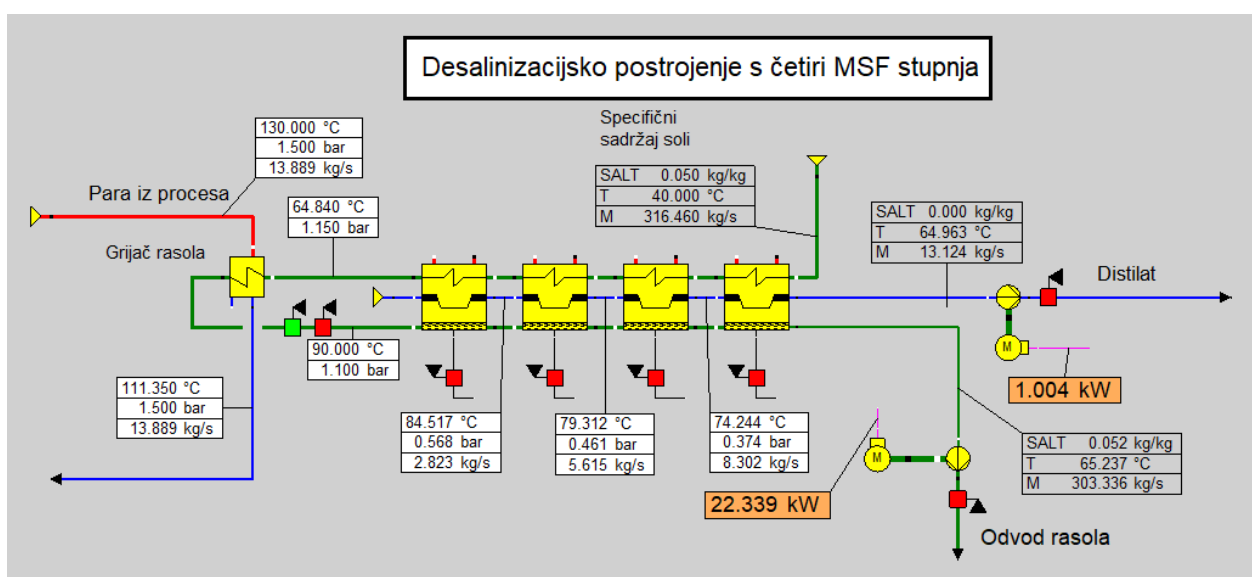 Desalinizacijsko postrojenje s četiri MSF stupnja
Specifični
sadržaj soli
130.000 °C
1.500 bar
13.889 kg/s
SALT 0.050 kg/kg
T 40.000 °C
M 316.460 kg/s
Para iz procesa
64.840 °C
1.150 bar
SALT 0.000 kg/kg
T 64.963 °C
M 13.124 kg/s
Grijač rasola
Distilat
M
90.000 °C
1.100 bar
1.004 kW
111.350 °C
1.500 bar
13.889 kg/s
84.517 °C
0.568 bar
2.823 kg/s
79.312 °C
0.461 bar
5.615 kg/s
74.244 °C
0.374 bar
8.302 kg/s
M
SALT 0.052 kg/kg
T 65.237 °C
M 303.336 kg/s
22.339 kW
Odvod rasola